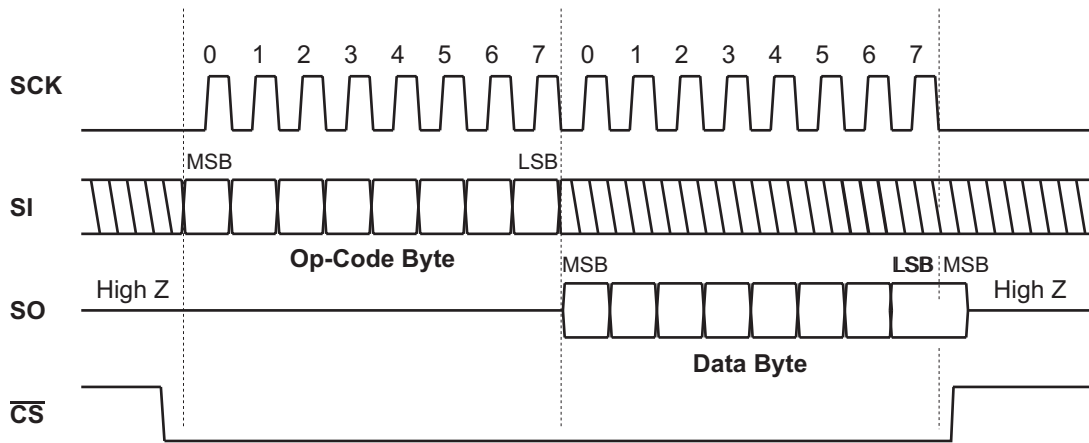 0 1 2 3 4 5 6 7 0 1 2 3 4 5 6 7
SCK
MSB LSB
SI
Op-Code Byte
MSB LSB MSB
High Z High Z
SO
Data Byte
C̅S̅